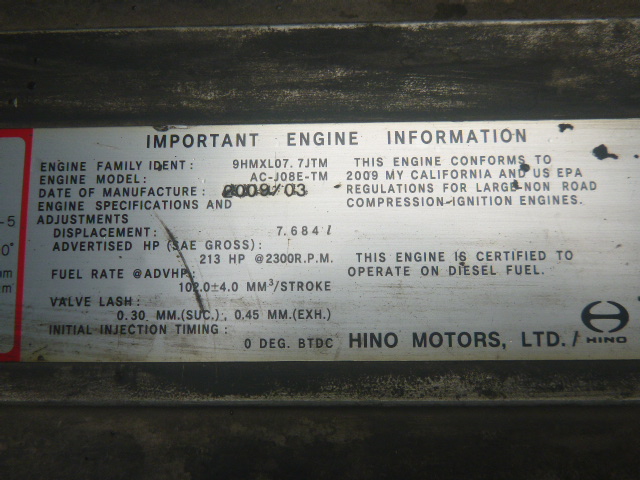 IMPORTANT ENGINE INFORMATION
ENGINE FAMILY IDENT: 9HMXL07.7JTM
ENGINE MODEL: AC-J08E-TM
DATE OF MANUFACTURE: 2009/03
ENGINE SPECIFICATIONS AND
ADJUSTMENTS
DISPLACEMENT: 7.684 l
ADVERTISED HP (SAE GROSS):
213 HP @2300R.P.M.
FUEL RATE @ADVHP:
102.0±4.0 MM³/STROKE
VALVE LASH:
0.30 MM.(SUC.), 0.45 MM.(EXH.)
INITIAL INJECTION TIMING :
0 DEG. BTDC
THIS ENGINE CONFORMS TO
2009 MY CALIFORNIA AND US EPA
REGULATIONS FOR LARGE NON ROAD
COMPRESSION-IGNITION ENGINES.
THIS ENGINE IS CERTIFIED TO
OPERATE ON DIESEL FUEL.
HINO MOTORS, LTD.
HINO
-5
0°
m
m